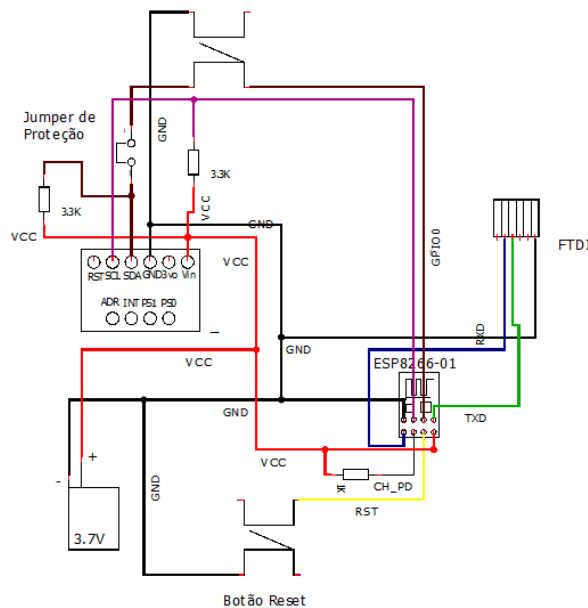 Jumper de
Proteção
GND
3.3K
VCC
3.3K
VCC
GND
VCC
RST SCL SDA GND 3vo Vin
ADR INT PS1 PS0
GPIO0
FTDI
RXD
GND
VCC
ESP8266-01
GND
TXD
VCC
+
-
1K
CH_PD
GND
RST
3.7V
Botão Reset